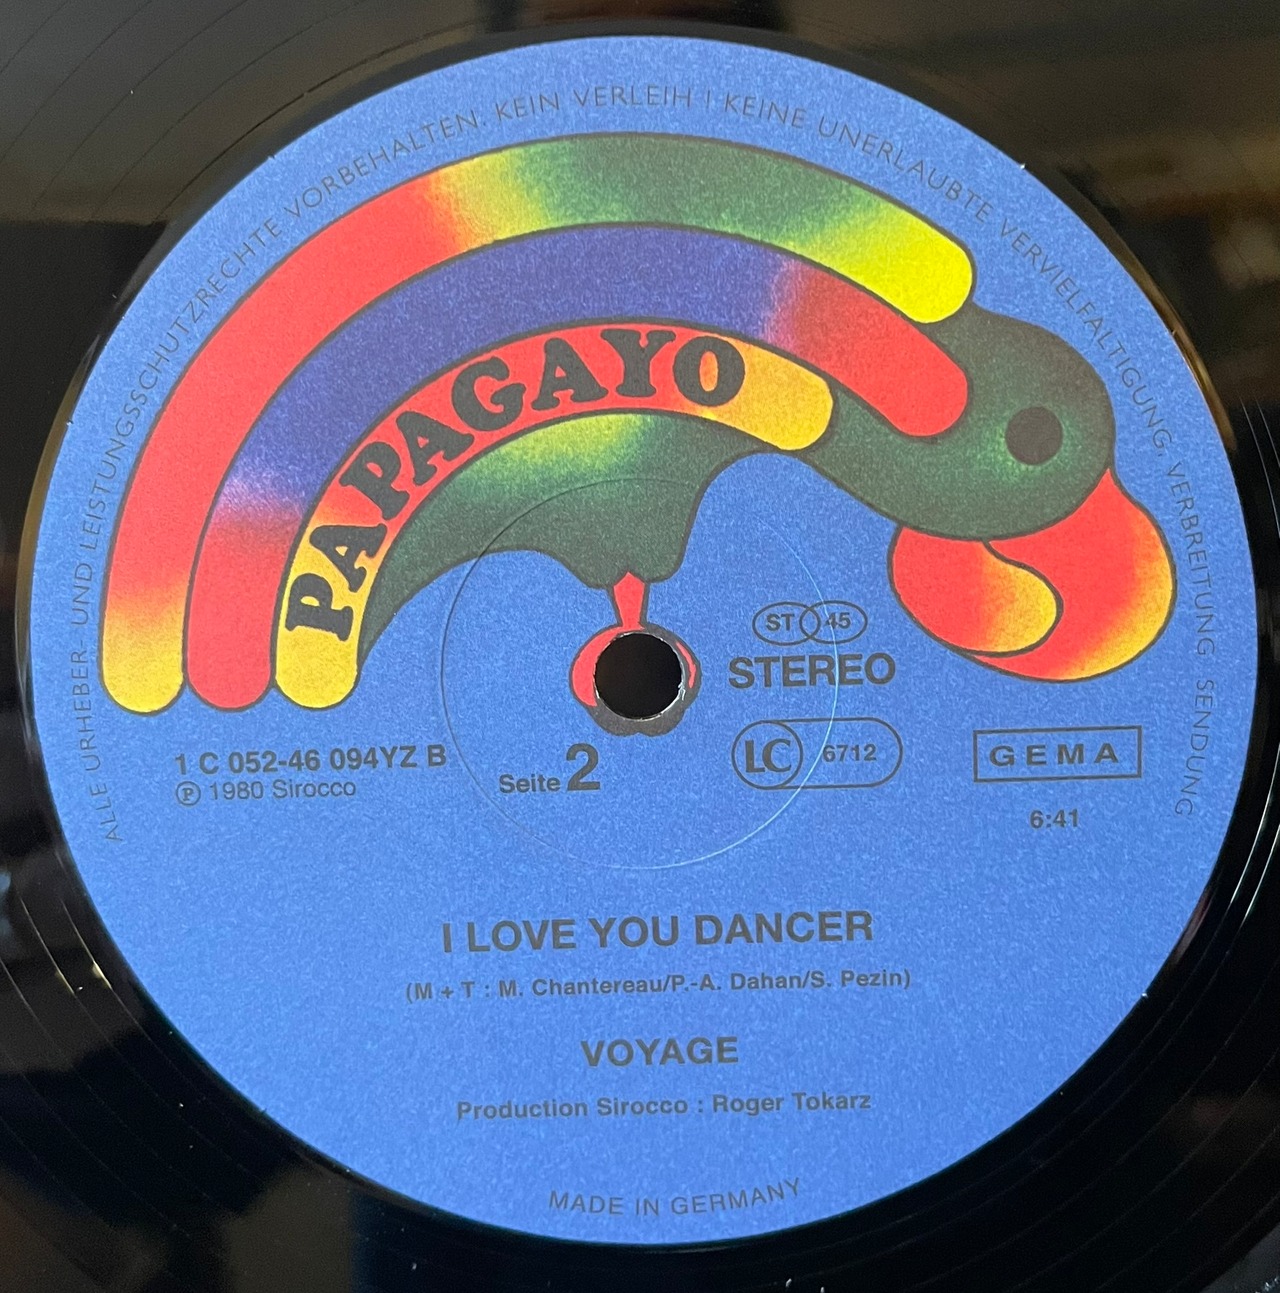 ALLE URHEBER- UND LEISTUNGSSCHUTZRECHTE VORBEHALTEN. KEIN VERLEIH ! KEINE UNERLAUBTE VERVIELFÄLTIGUNG, VERBREITUNG SENDUNG
PAPAGAYO
ST 45
STEREO
1 C 052-46 094YZ B
℗ 1980 Sirocco
Seite 2
LC 6712
GEMA
6:41
I LOVE YOU DANCER
(M + T : M. Chantereau/P.-A. Dahan/S. Pezin)
VOYAGE
Production Sirocco : Roger Tokarz
MADE IN GERMANY